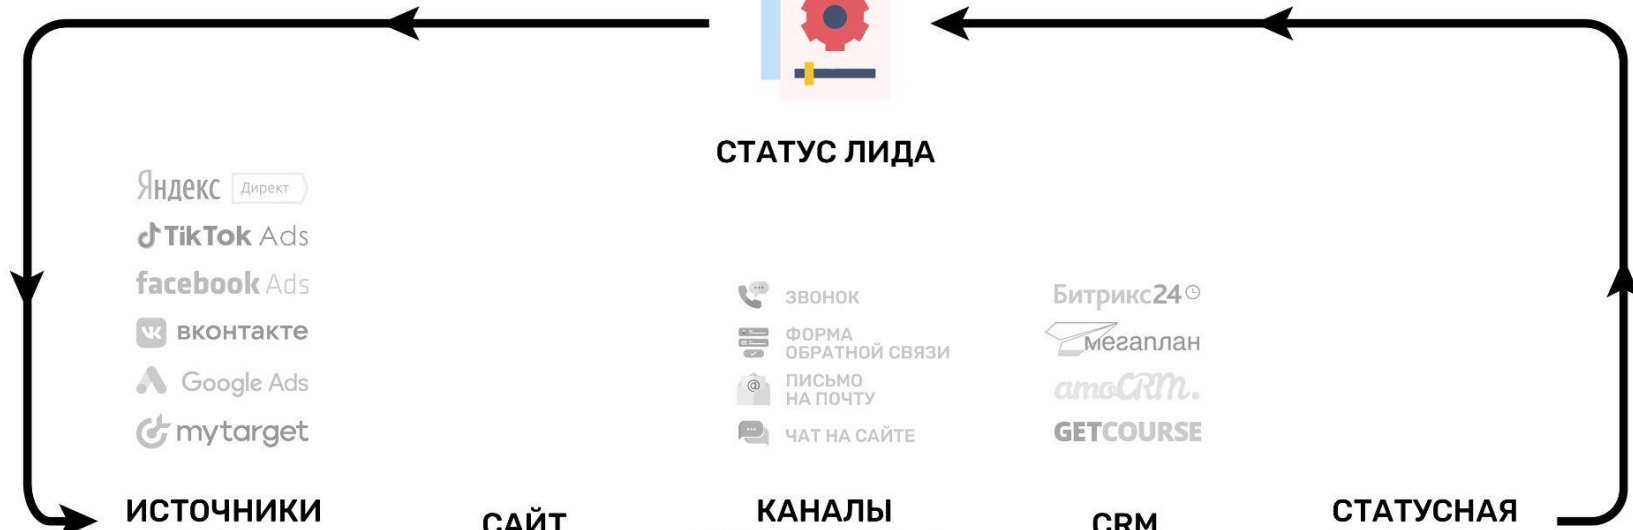 СТАТУС ЛИДА
Яндекс Директ
TikTok Ads
facebook Ads
вконтакте
Google Ads
mytarget
ЗВОНОК
ФОРМА
ОБРАТНОЙ СВЯЗИ
ПИСЬМО
НА ПОЧТУ
ЧАТ НА САЙТЕ
Битрикс24
мегаплан
amoCRM.
GETCOURSE
ИСТОЧНИКИ
САЙТ
КАНАЛЫ
CRM
СТАТУСНАЯ